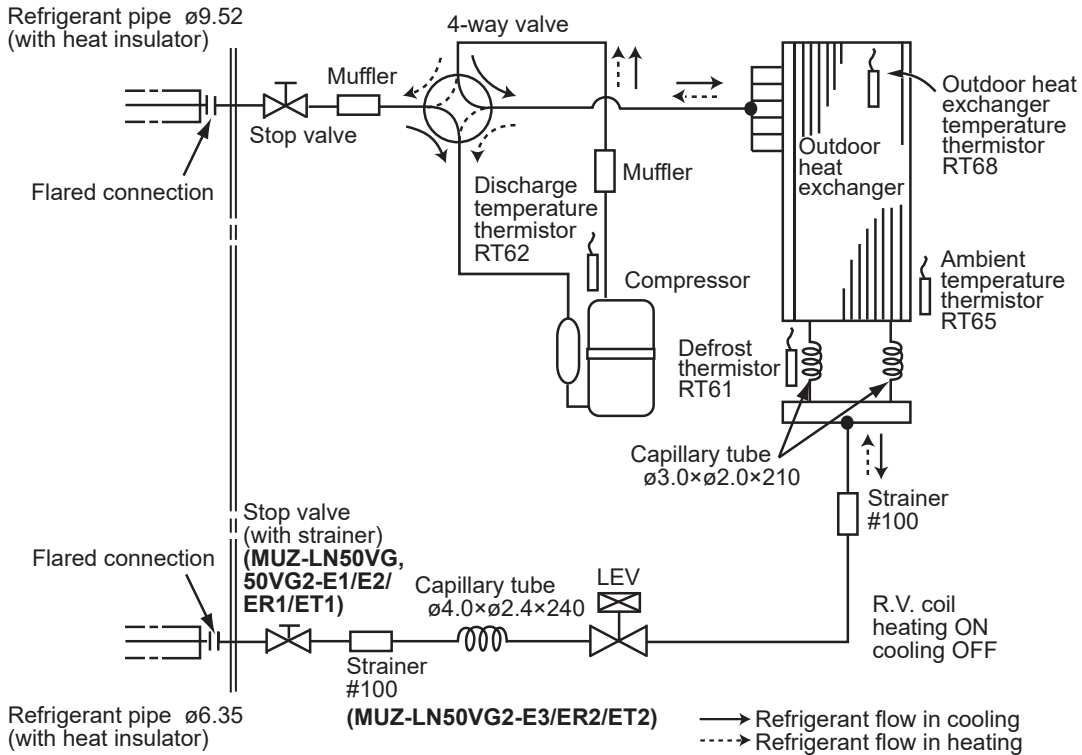 Refrigerant pipe ø9.52
(with heat insulator)
4-way valve
Muffler
Stop valve
Flared connection
Outdoor heat
exchanger
temperature
thermistor
RT68
Outdoor
heat
exchanger
Muffler
Discharge
temperature
thermistor
RT62
Compressor
Ambient
temperature
thermistor
RT65
Defrost
thermistor
RT61
Capillary tube
ø3.0×ø2.0×210
Strainer
#100
Stop valve
(with strainer)
(MUZ-LN50VG,
50VG2-E1/E2/
ER1/ET1)
Flared connection
Capillary tube
ø4.0×ø2.4×240
LEV
R.V. coil
heating ON
cooling OFF
Strainer
#100
(MUZ-LN50VG2-E3/ER2/ET2)
Refrigerant pipe ø6.35
(with heat insulator)
Refrigerant flow in cooling
Refrigerant flow in heating